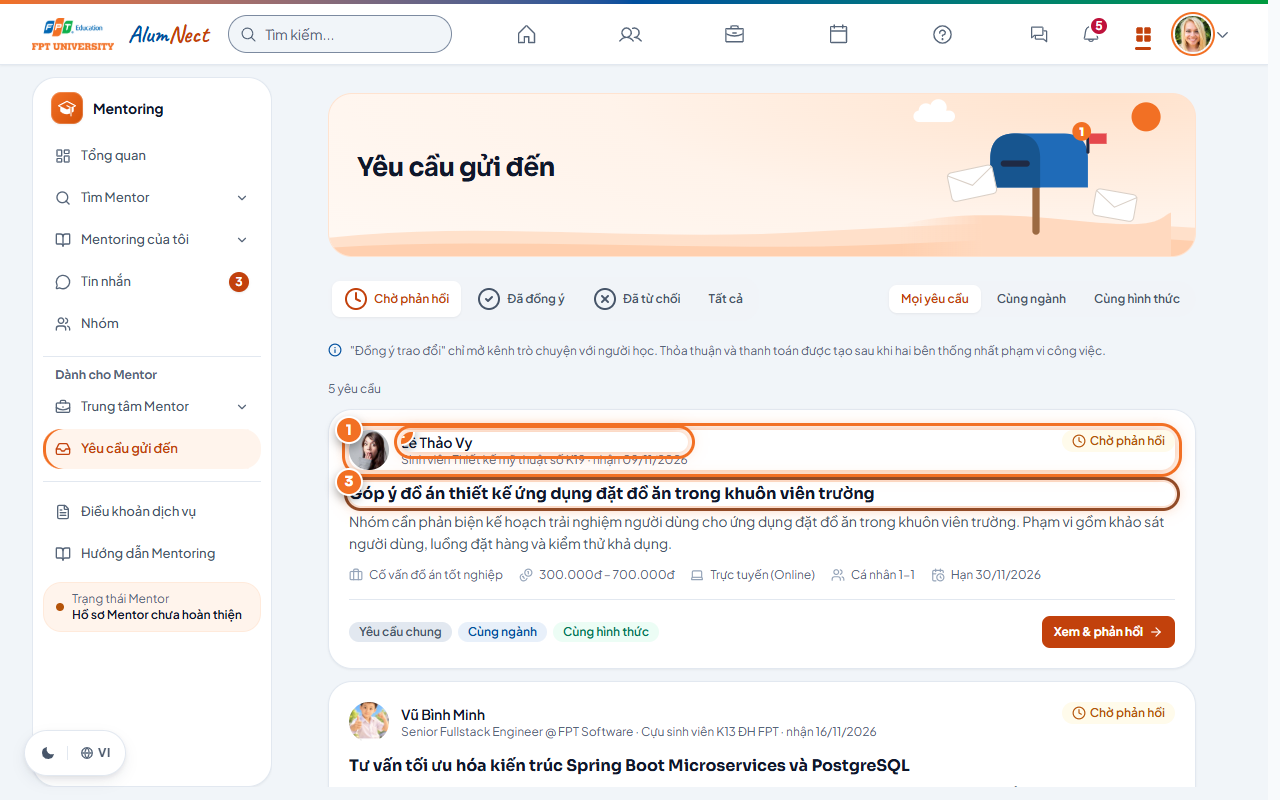 FPT Education
FPT UNIVERSITY
AlumNect
Tìm kiếm...
5
Mentoring
Tổng quan
Tìm Mentor
Mentoring của tôi
Tin nhắn
3
Nhóm
Dành cho Mentor
Trung tâm Mentor
Yêu cầu gửi đến
Điều khoản dịch vụ
Hướng dẫn Mentoring
Trạng thái Mentor
Hồ sơ Mentor chưa hoàn thiện
VI
Yêu cầu gửi đến
1
Chờ phản hồi
Đã đồng ý
Đã từ chối
Tất cả
Mọi yêu cầu
Cùng ngành
Cùng hình thức
"Đồng ý trao đổi" chỉ mở kênh trò chuyện với người học. Thỏa thuận và thanh toán được tạo sau khi hai bên thống nhất phạm vi công việc.
5 yêu cầu
1
Thảo Vy
Chờ phản hồi
Sinh viên Thiết kế mỹ thuật số K19 · nhận 09/11/2026
3
Góp ý đồ án thiết kế ứng dụng đặt đồ ăn trong khuôn viên trường
Nhóm cần phản biện kế hoạch trải nghiệm người dùng cho ứng dụng đặt đồ ăn trong khuôn viên trường. Phạm vi gồm khảo sát
người dùng, luồng đặt hàng và kiểm thử khả dụng.
Cố vấn đồ án tốt nghiệp
300.000đ – 700.000đ
Trực tuyến (Online)
Cá nhân 1–1
Hạn 30/11/2026
Yêu cầu chung
Cùng ngành
Cùng hình thức
Xem & phản hồi
Vũ Bình Minh
Chờ phản hồi
Senior Fullstack Engineer @ FPT Software · Cựu sinh viên K13 ĐH FPT · nhận 16/11/2026
Tư vấn tối ưu hóa kiến trúc Spring Boot Microservices và PostgreSQL